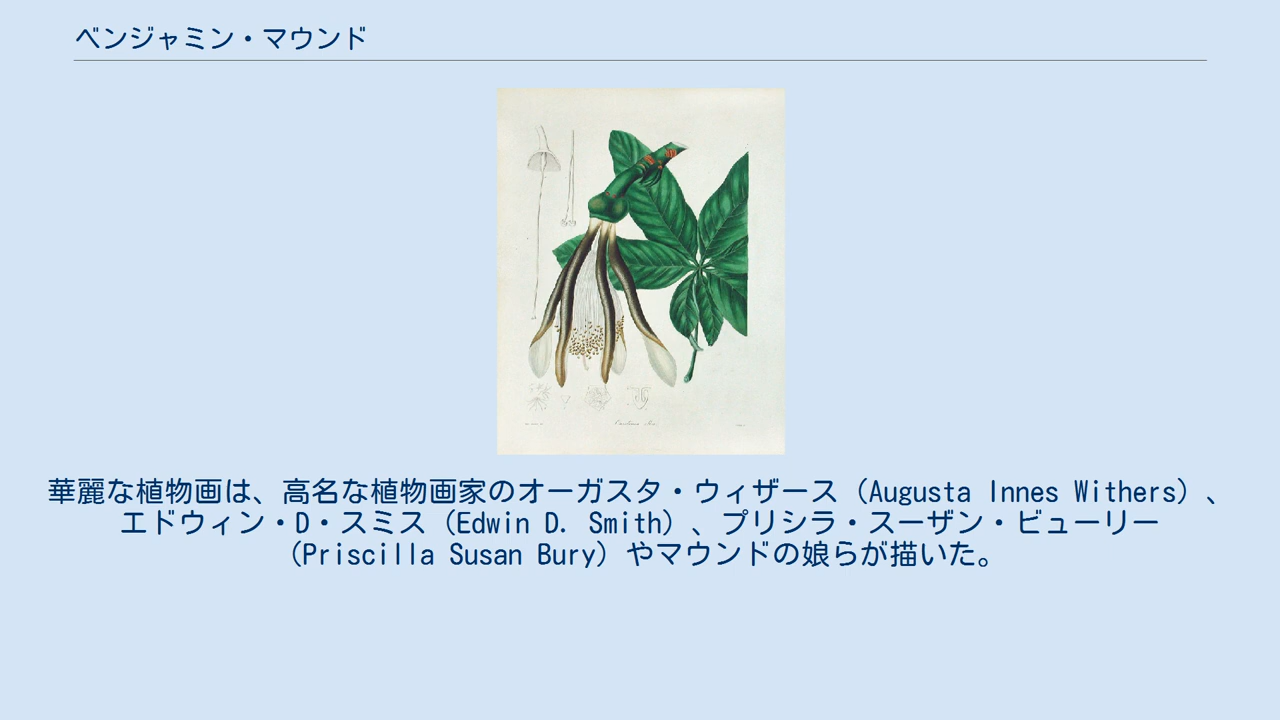 ベンジャミン・マウンド
華麗な植物画は、高名な植物画家のオーガスタ・ウィザース（Augusta Innes Withers）、
エドウィン・D・スミス（Edwin D. Smith）、プリシラ・スーザン・ビューリー
（Priscilla Susan Bury）やマウンドの娘らが描いた。